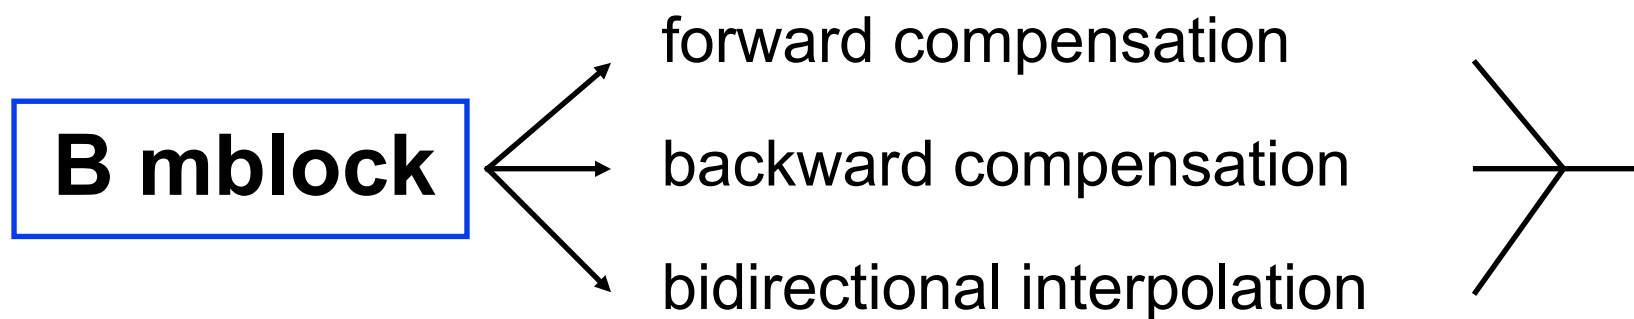 forward compensation
B mblock
backward compensation
bidirectional interpolation